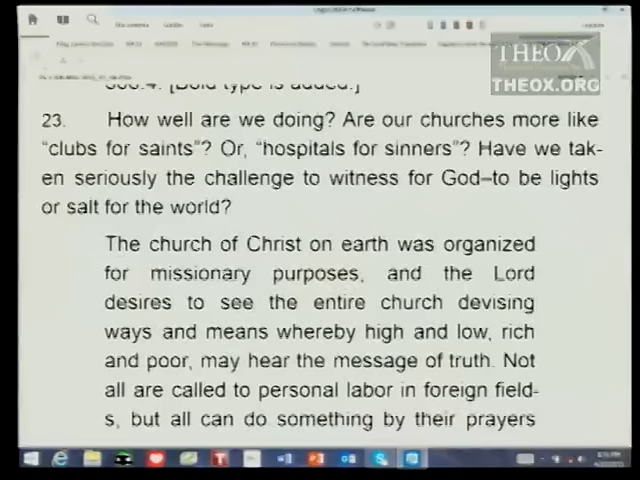 THEOX
THEOX.ORG
[Bold type is added.]
23. How well are we doing? Are our churches more like
“clubs for saints”? Or, “hospitals for sinners”? Have we tak-
en seriously the challenge to witness for God–to be lights
or salt for the world?
The church of Christ on earth was organized
for missionary purposes, and the Lord
desires to see the entire church devising
ways and means whereby high and low, rich
and poor, may hear the message of truth. Not
all are called to personal labor in foreign field-
s, but all can do something by their prayers